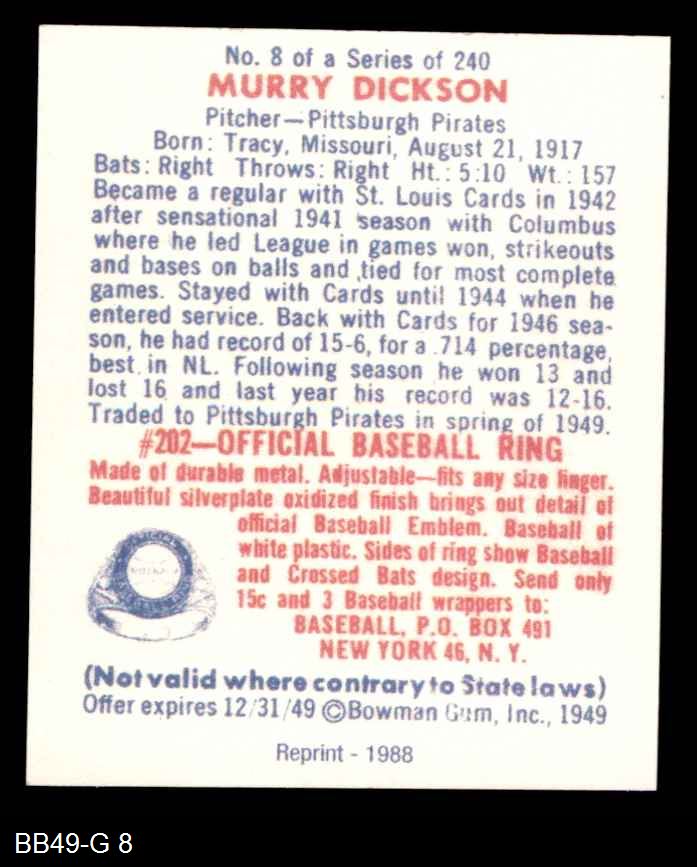 No. 8 of a Series of 240
MURRY DICKSON
Pitcher—Pittsburgh Pirates
Born: Tracy, Missouri, August 21, 1917
Bats: Right Throws: Right Ht.: 5:10 Wt.: 157
Became a regular with St. Louis Cards in 1942
after sensational 1941 season with Columbus
where he led League in games won, strikeouts
and bases on balls and tied for most complete
games. Stayed with Cards until 1944 when he
entered service. Back with Cards for 1946 sea-
son, he had record of 15-6, for a .714 percentage,
best in NL. Following season he won 13 and
lost 16 and last year his record was 12-16.
Traded to Pittsburgh Pirates in spring of 1949.
#202—OFFICIAL BASEBALL RING
Made of durable metal. Adjustable—fits any size finger.
Beautiful silverplate oxidized finish brings out detail of
official Baseball Emblem. Baseball of
white plastic. Sides of ring show Baseball
and Crossed Bats design. Send only
15c and 3 Baseball wrappers to:
BASEBALL, P.O. BOX 491
NEW YORK 46, N. Y.
(Not valid where contrary to State laws)
Offer expires 12/31/49 ©Bowman Gum, Inc., 1949
Reprint - 1988
BB49-G 8